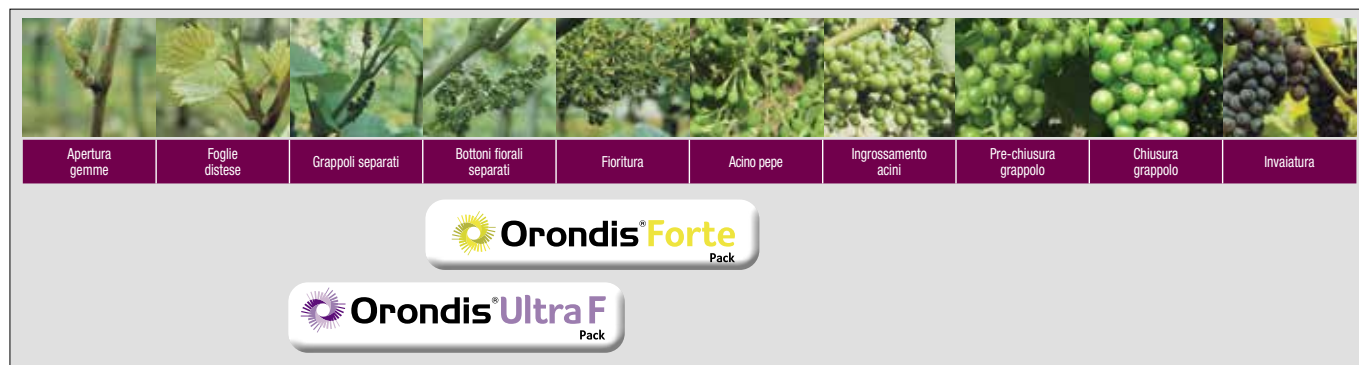 Apertura
gemme
Foglie
distese
Grappoli separati
Bottoni fiorali
separati
Fioritura
Acino pepe
Ingrossamento
acini
Pre-chiusura
grappolo
Chiusura
grappolo
Invaiatura
Orondis® Forte
Pack
Orondis® Ultra F
Pack